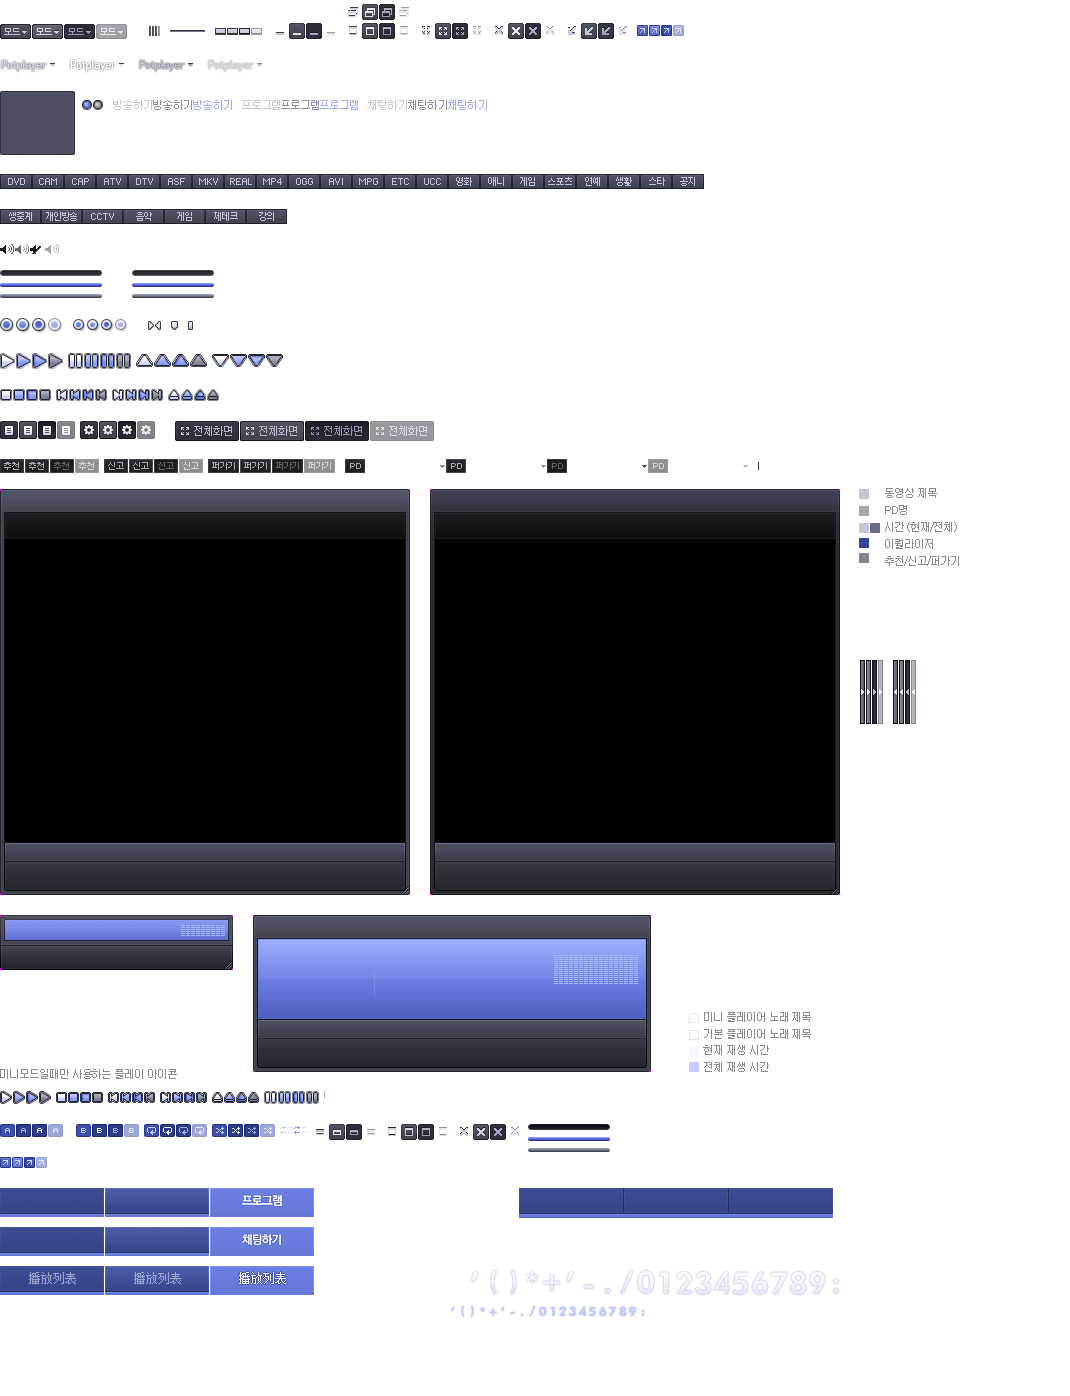 모드 모드 모드 모드
Potplayer Potplayer Potplayer Potplayer
방송하기방송하기방송하기 프로그램프로그램프로그램 채팅하기채팅하기채팅하기
DVD CAM CAP ATV DTV ASF MKV REAL MP4 OGG AVI MPG ETC UCC 영화 애니 게임 스포츠 연예 생활 스타 공지
생중계 개인방송 CCTV 음악 게임 재테크 강의
전체화면 전체화면 전체화면 전체화면
추천 추천 추천 추천 신고 신고 신고 신고 퍼가기 퍼가기 퍼가기 퍼가기 PD PD PD PD
동영상 제목
PD명
시간 (현재/전체)
이퀄라이저
추천/신고/퍼가기
미니 플레이어 노래 제목
기본 플레이어 노래 제목
현재 재생 시간
전체 재생 시간
미니모드일때만 사용하는 플레이 아이콘
A A A A B B B B
프로그램
채팅하기
播放列表 播放列表 播放列表
'()*+'-./0123456789:
'()*+'-./0123456789: